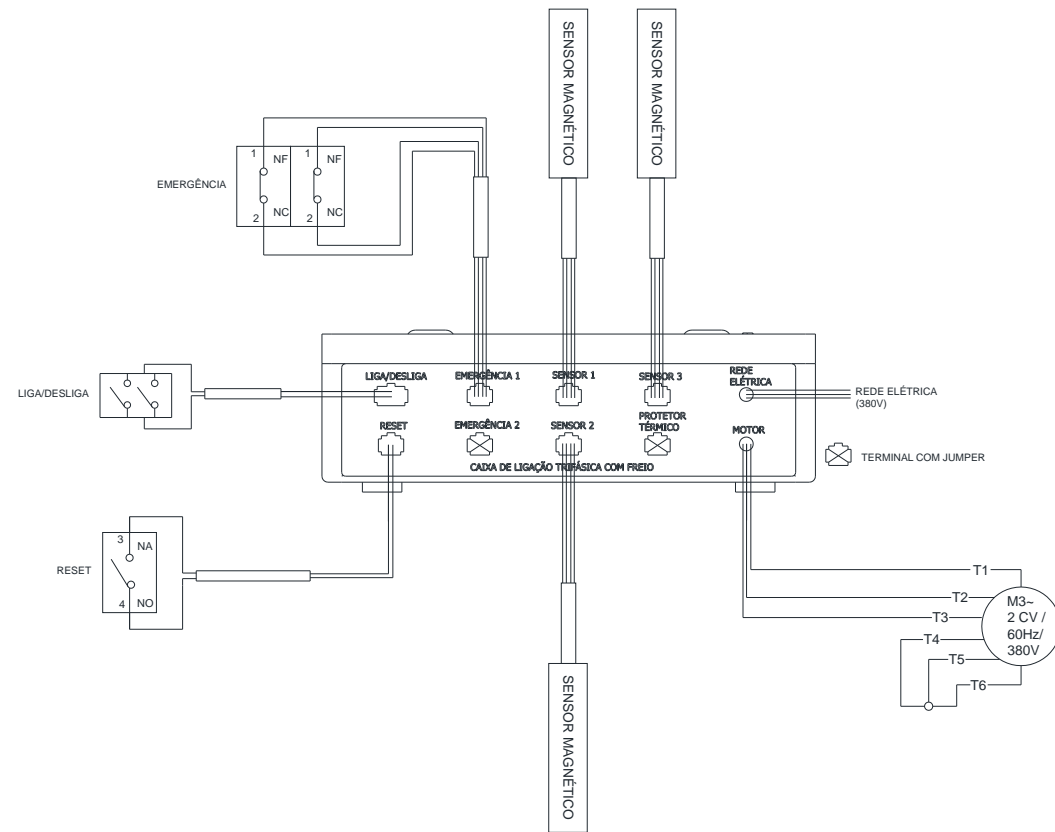 SENSOR MAGNÉTICO
SENSOR MAGNÉTICO
EMERGÊNCIA
1 NF
2 NC
1 NF
2 NC
LIGA/DESLIGA
LIGA/DESLIGA
EMERGÊNCIA 1
SENSOR 1
SENSOR 3
REDE
ELÉTRICA
REDE ELÉTRICA
(380V)
RESET
EMERGÊNCIA 2
SENSOR 2
PROTETOR
TÉRMICO
MOTOR
CAIXA DE LIGAÇÃO TRIFÁSICA COM FREIO
TERMINAL COM JUMPER
RESET
3 NA
4 NO
T1
T2
T3
T4
T5
T6
M3~
2 CV /
60Hz/
380V
SENSOR MAGNÉTICO